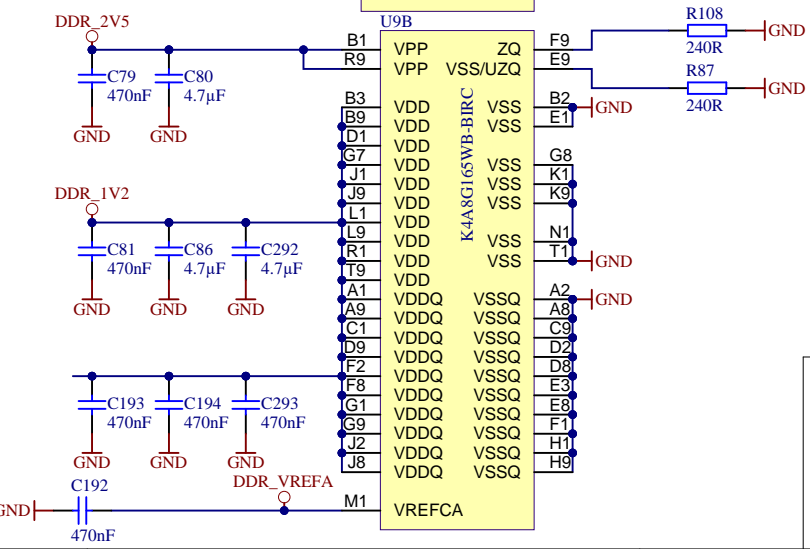 DDR_2V5
U9B
R108
GND
240R
R87
GND
240R
C79
470nF
C80
4.7µF
GND
GND
B1 VPP ZQ F9
R9 VPP VSS/UZQ E9
B3 VDD VSS B2 GND
B9 VDD VSS E1
D1 VDD
G7 VDD VSS G8
J1 VDD VSS K1
J9 VDD VSS K9
L1 VDD
L9 VDD VSS N1
R1 VDD VSS T1 GND
T9 VDD
A1 VDDQ VSSQ A2 GND
A9 VDDQ VSSQ A8
C1 VDDQ VSSQ C9
D9 VDDQ VSSQ D2
F2 VDDQ VSSQ D8
F8 VDDQ VSSQ E3
G1 VDDQ VSSQ E8
G9 VDDQ VSSQ F1
J2 VDDQ VSSQ H1
J8 VDDQ VSSQ H9
M1 VREFCA
K4A8G165WB-BIRC
DDR_1V2
C81
470nF
C86
4.7µF
C292
4.7µF
GND
GND
GND
C193
470nF
C194
470nF
C293
470nF
GND
GND
GND
DDR_VREFA
C192
GND
470nF